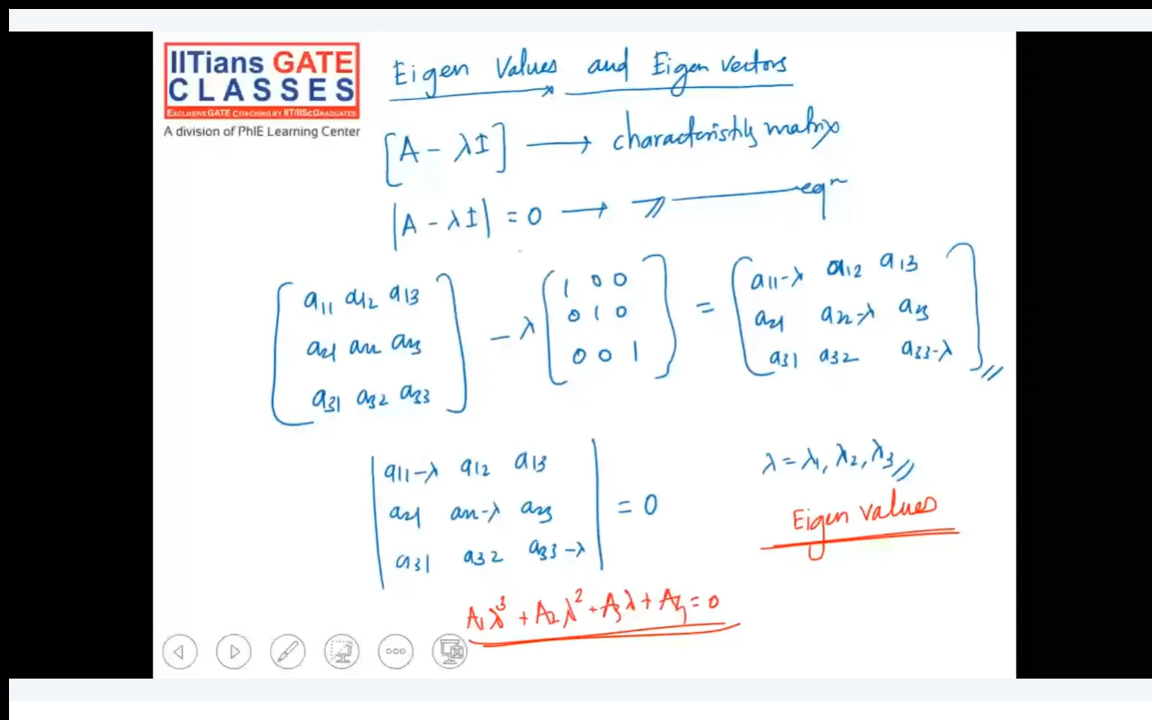 IITians GATE
CLASSES
EXCLUSIVE GATE COACHING BY IIT/IISc GRADUATES
A division of PhIE Learning Center
Eigen Values and Eigen vectors
[A - λI] → characteristic matrix
|A - λI| = 0 → 〃 eqn
[a11 a12 a13 - λ [1 0 0 = [a11-λ a12 a13
a21 a22 a23 0 1 0 a21 a22-λ a23
a31 a32 a33] 0 0 1] a31 a32 a33-λ]
|a11-λ a12 a13
a21 a22-λ a23 = 0
a31 a32 a33-λ|
λ = λ1, λ2, λ3
Eigen values
A1λ³ + A2λ² + A3λ + A4 = 0